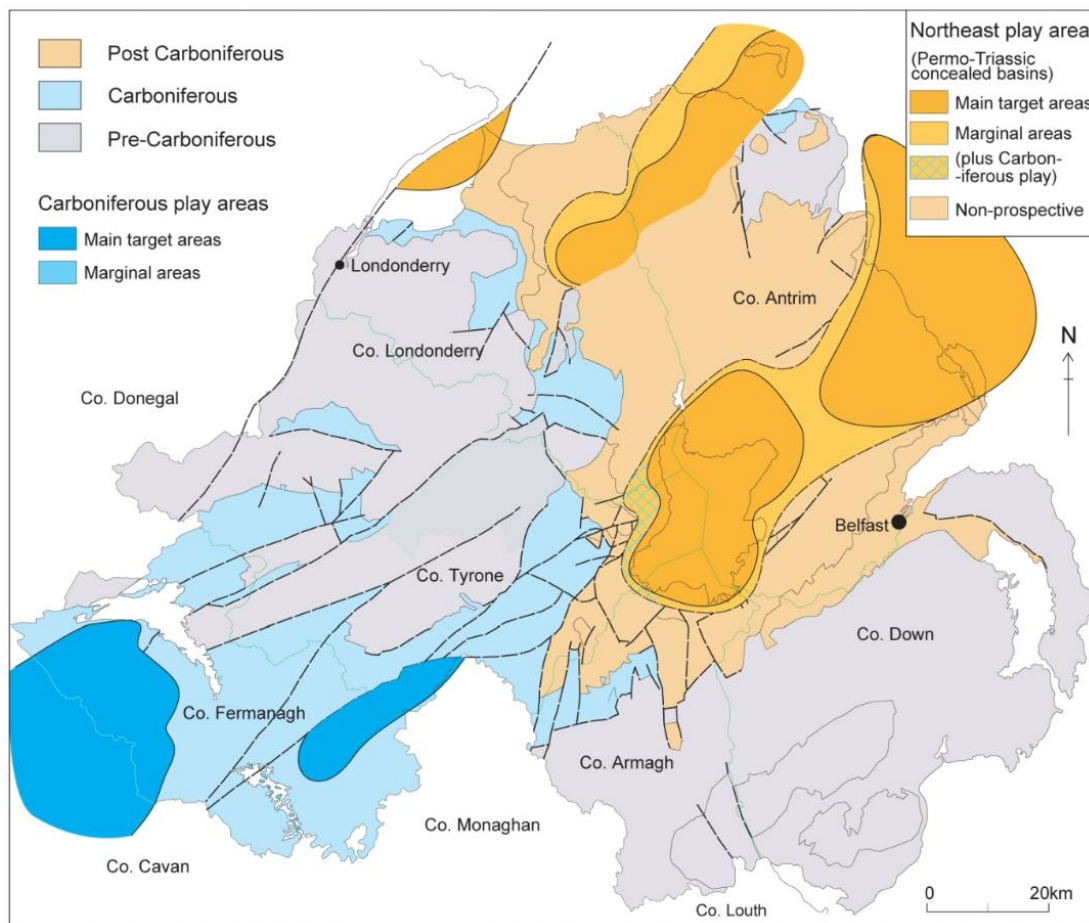 Post Carboniferous
Carboniferous
Pre-Carboniferous
Carboniferous play areas
Main target areas
Marginal areas
Northeast play area
(Permo-Triassic
concealed basins)
Main target areas
Marginal areas
(plus Carbon-
-iferous play)
Non-prospective
Londonderry
Co. Antrim
N
Co. Londonderry
Co. Donegal
Belfast
Co. Tyrone
Co. Down
Co. Fermanagh
Co. Armagh
Co. Monaghan
Co. Cavan
0 20km
Co. Louth